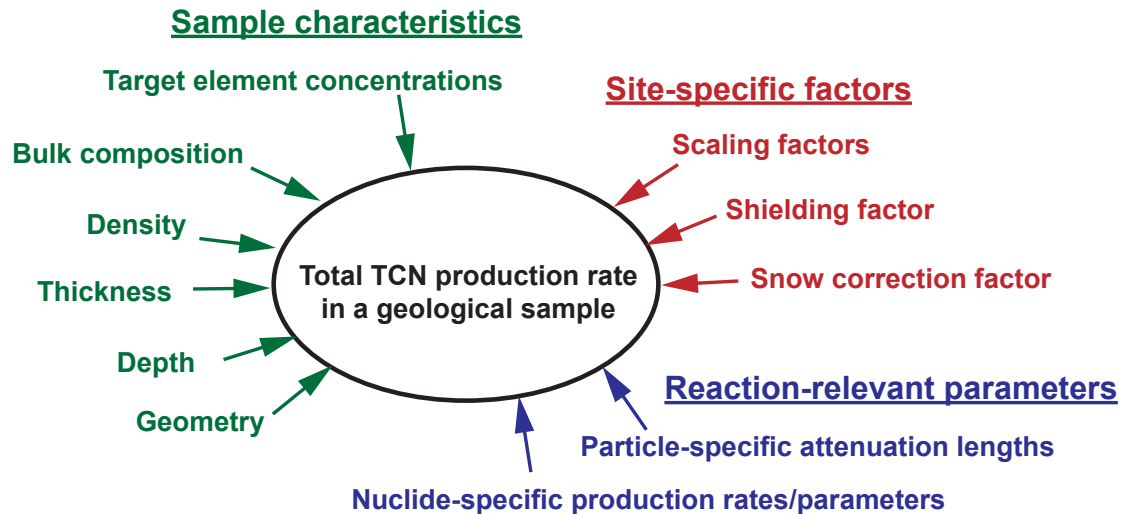 Sample characteristics
Target element concentrations
Bulk composition
Density
Thickness
Depth
Geometry
Total TCN production rate
in a geological sample
Site-specific factors
Scaling factors
Shielding factor
Snow correction factor
Reaction-relevant parameters
Particle-specific attenuation lengths
Nuclide-specific production rates/parameters